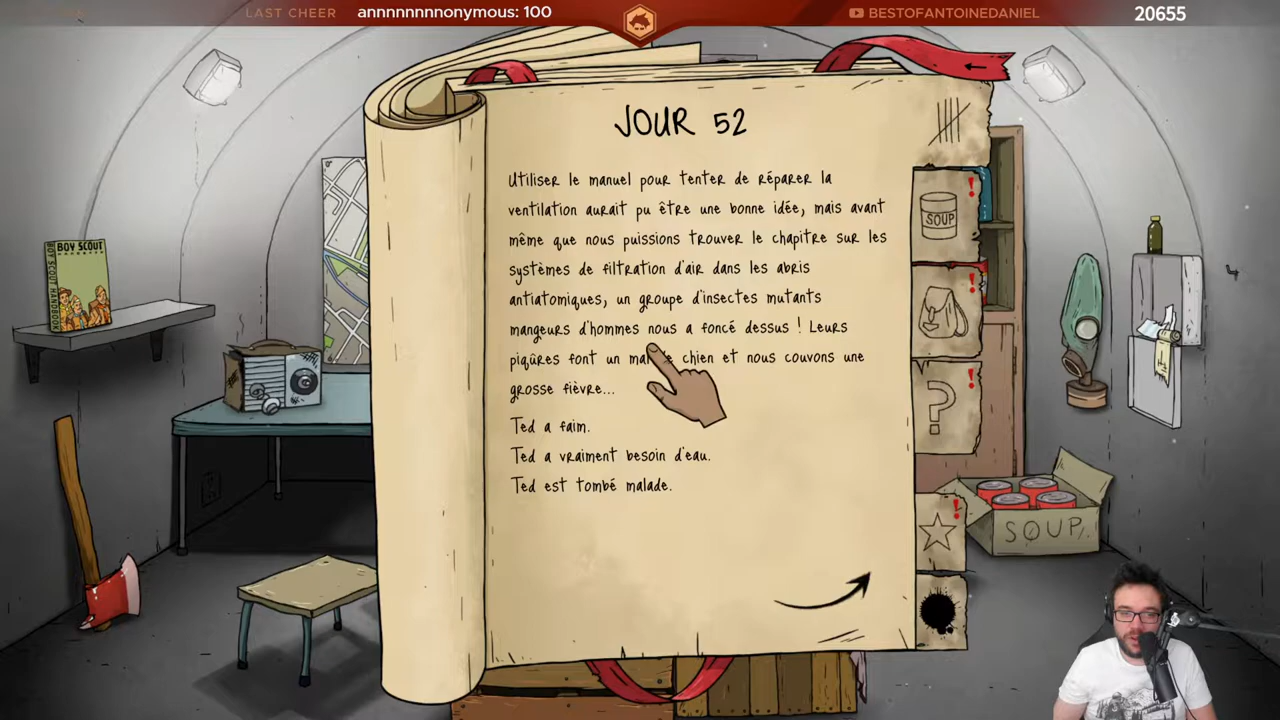 LAST CHEER
annnnnnnnonymous: 100
BESTOFANTOINEDANIEL
20655
JOUR 52
Utiliser le manuel pour tenter de réparer la
ventilation aurait pu être une bonne idée, mais avant
même que nous puissions trouver le chapitre sur les
systèmes de filtration d'air dans les abris
antiatomiques, un groupe d'insectes mutants
mangeurs d'hommes nous a foncé dessus ! Leurs
piqûres font un chien et nous couvons une
grosse fièvre...
Ted a faim.
Ted a vraiment besoin d'eau.
Ted est tombé malade.
SOUP
!
!
?
!
!
BOY SCOUT
BOY SCOUT HANDBOOK
SOUP